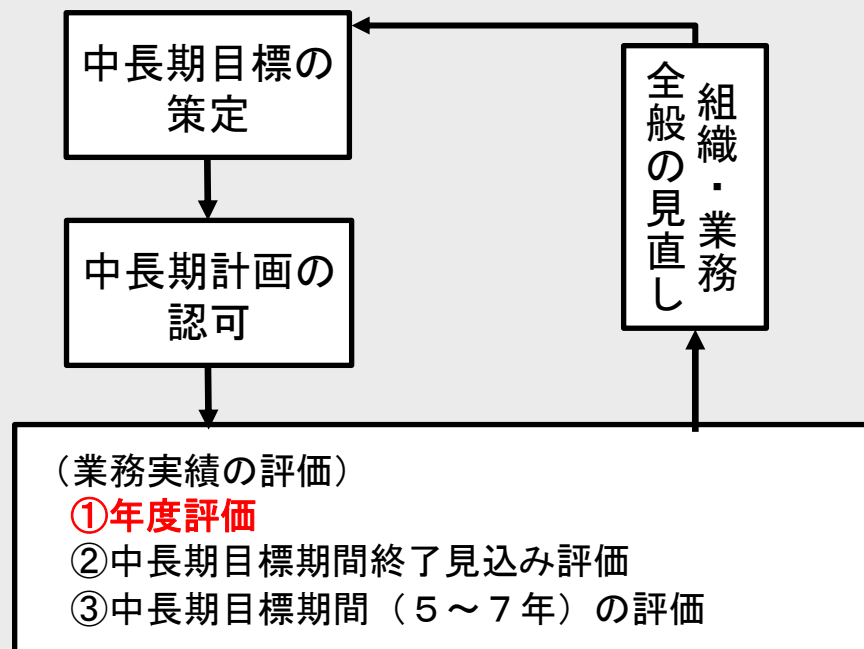 中長期目標の
策定
組織・業務
全般の見直し
中長期計画の
認可
（業務実績の評価）
①年度評価
②中長期目標期間終了見込み評価
③中長期目標期間（５～７年）の評価